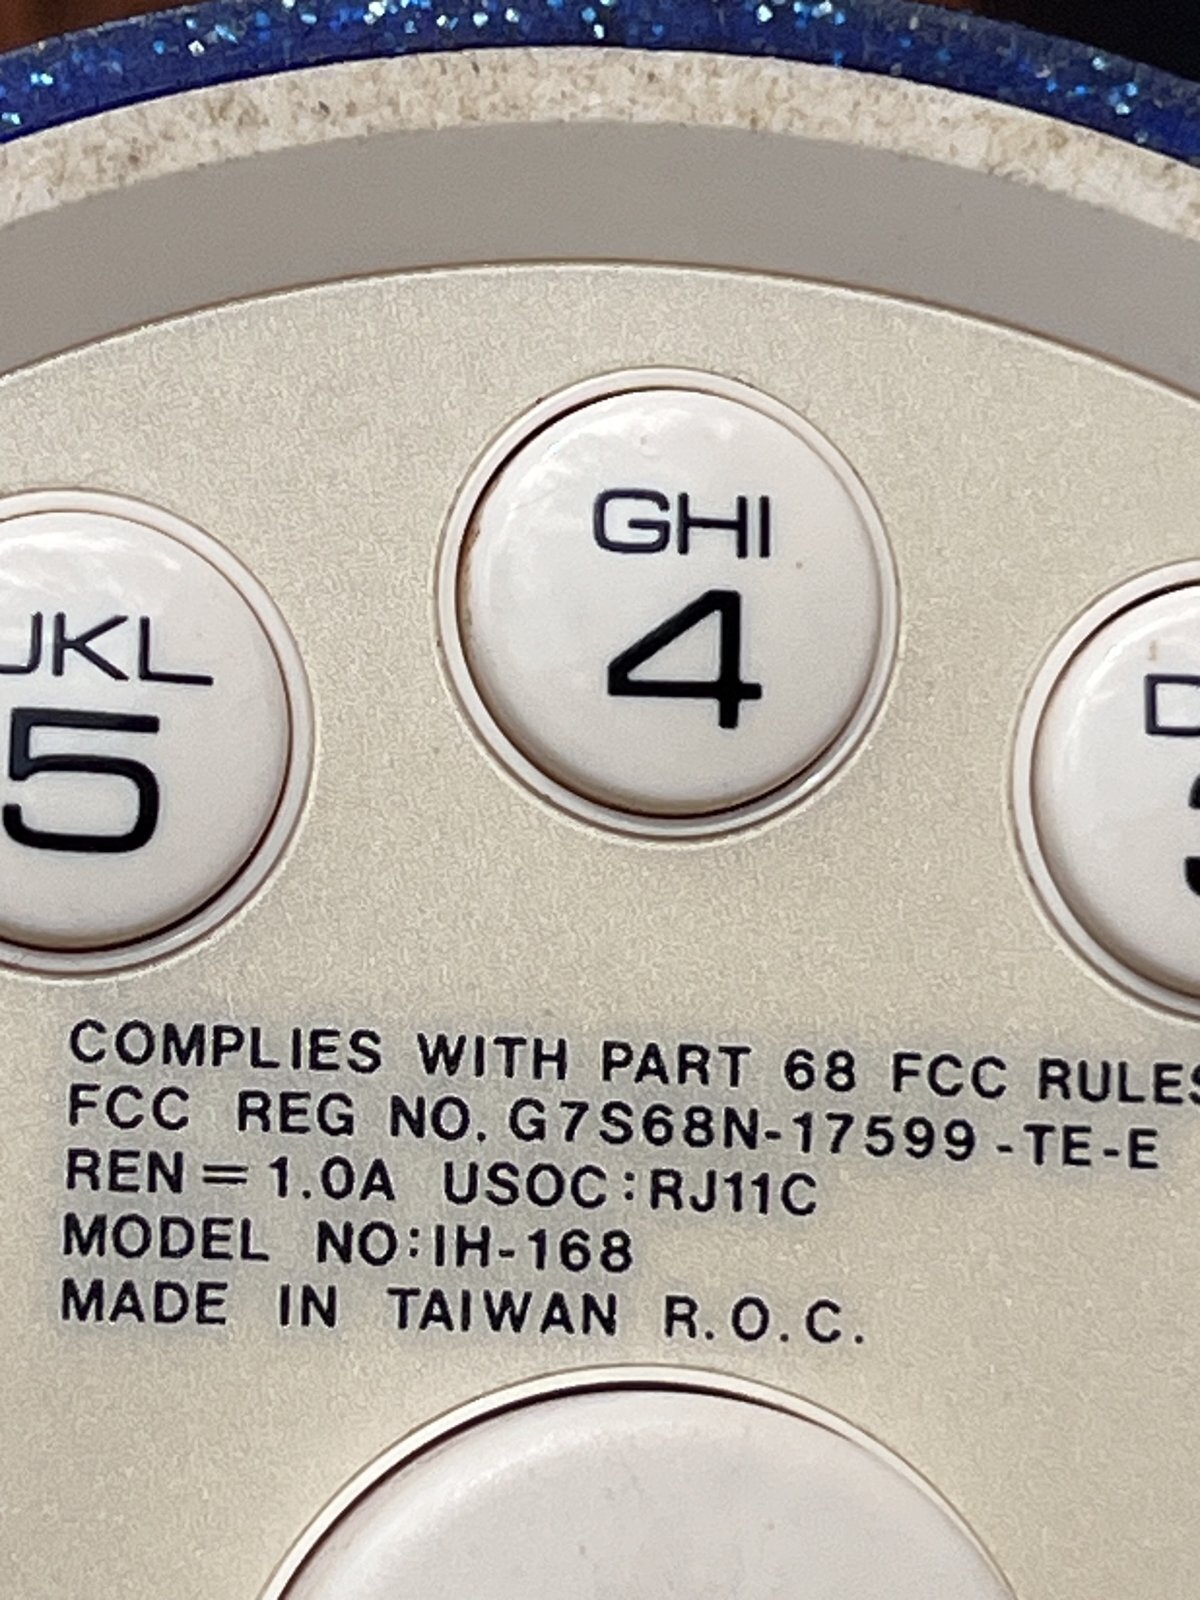 GHI
4
JKL
5
COMPLIES WITH PART 68 FCC RULES
FCC REG NO. G7S68N-17599-TE-E
REN=1.0A USOC:RJ11C
MODEL NO:IH-168
MADE IN TAIWAN R.O.C.